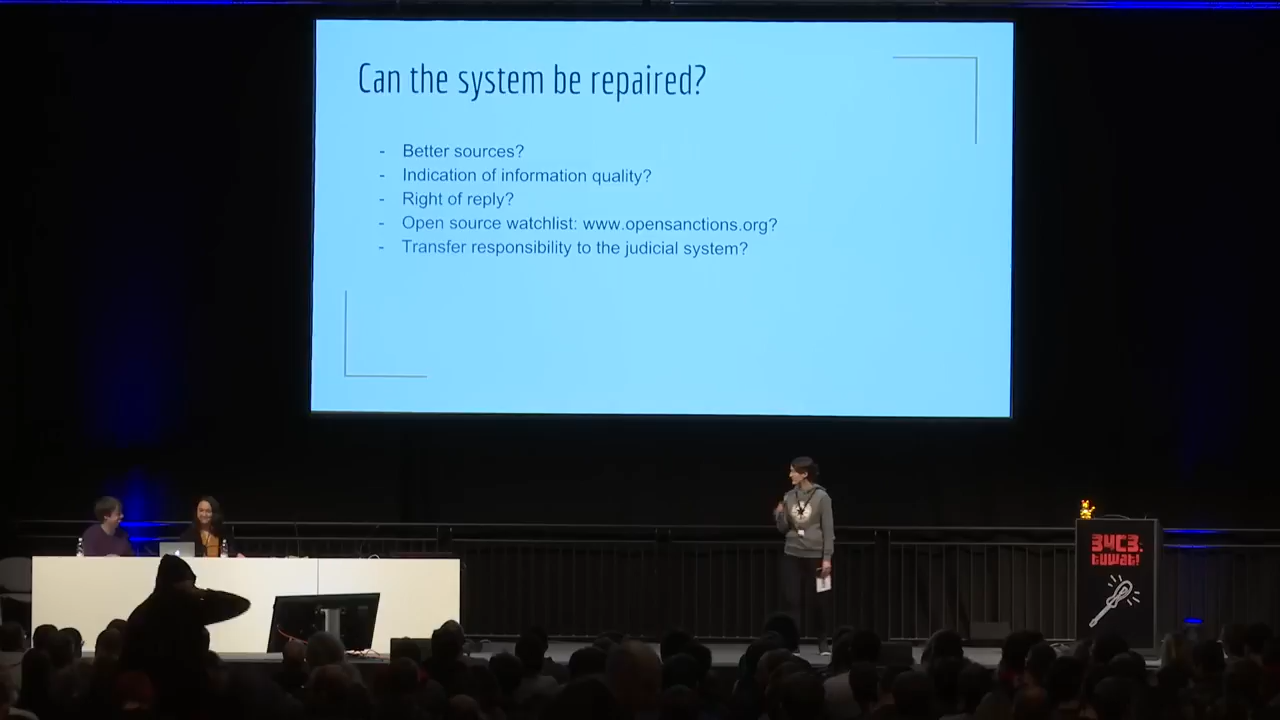 Can the system be repaired?
- Better sources?
- Indication of information quality?
- Right of reply?
- Open source watchlist: www.opensanctions.org?
- Transfer responsibility to the judicial system?
34C3.
tuwat!